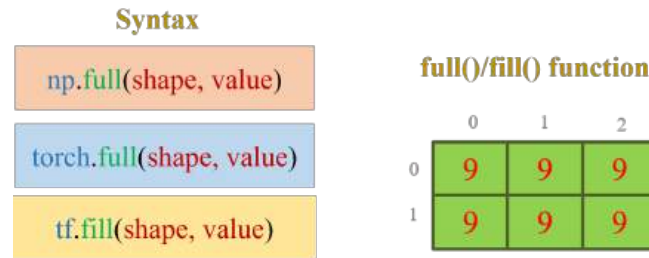 Syntax
np.full(shape, value)
torch.full(shape, value)
tf.fill(shape, value)
full()/fill() function
0 1 2
0 9 9 9
1 9 9 9